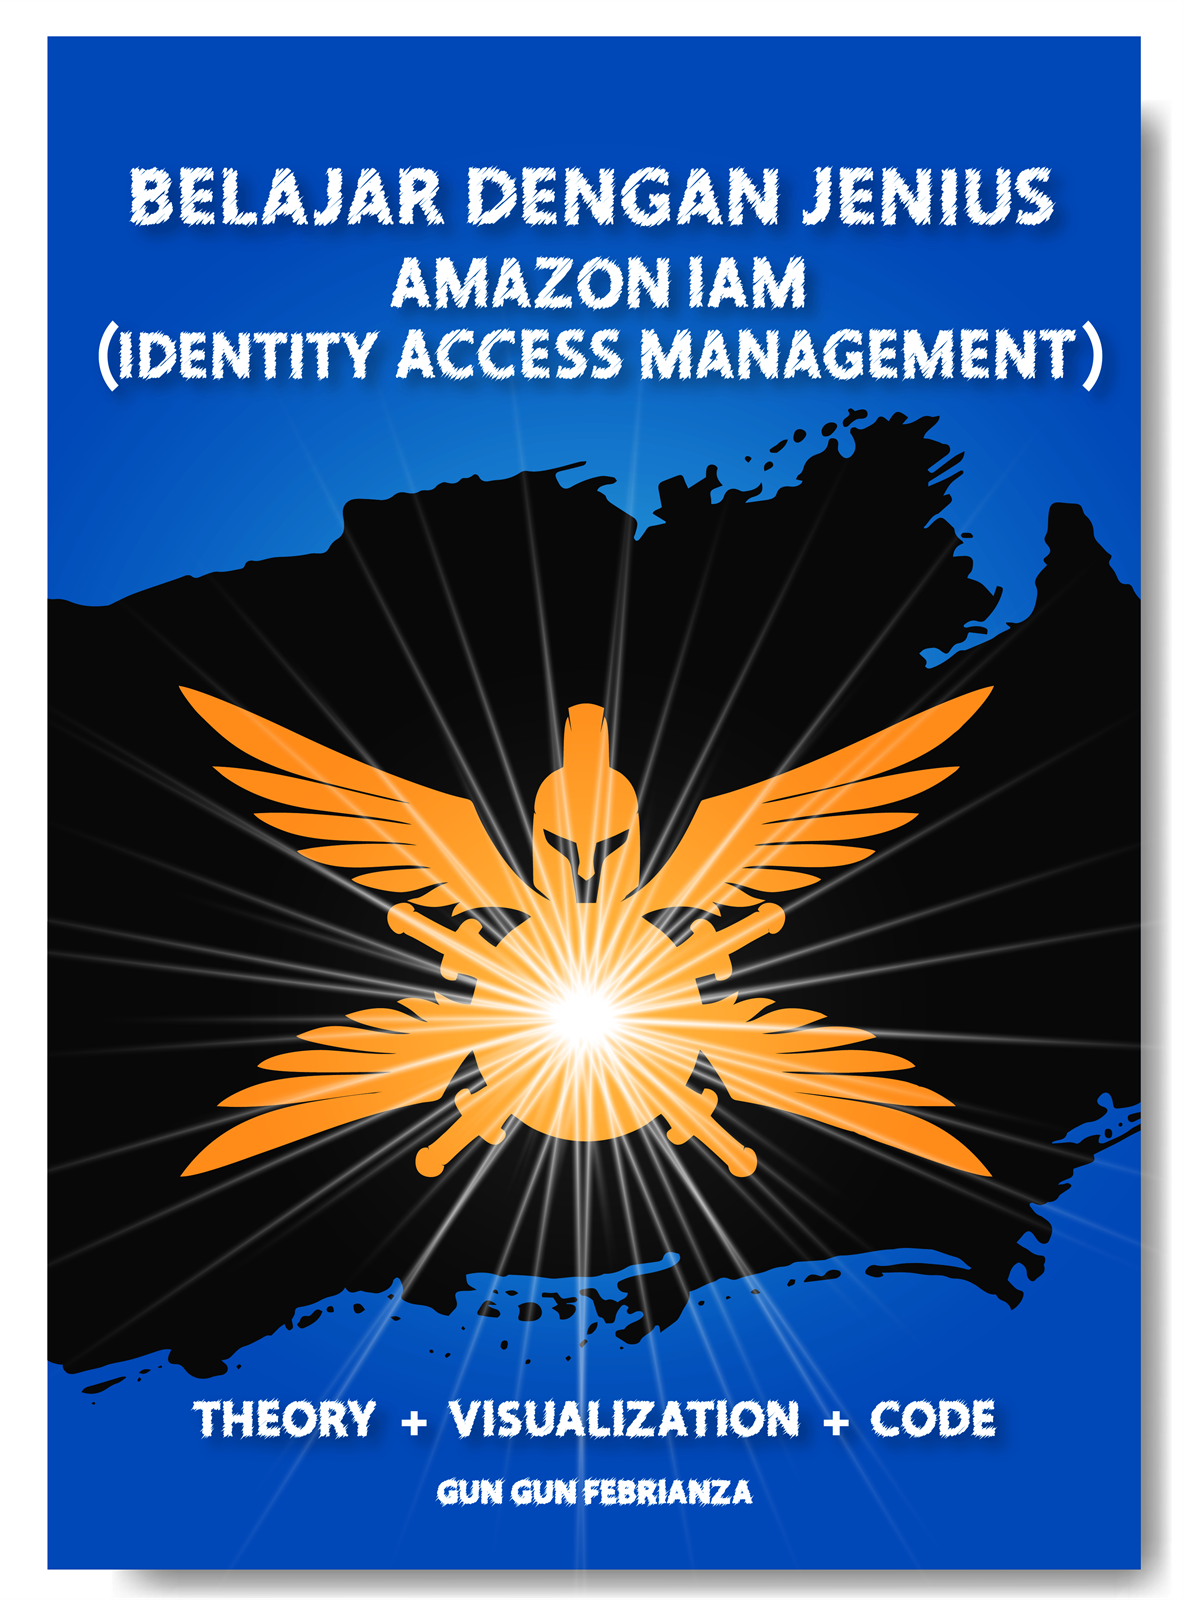 BELAJAR DENGAN JENIUS
AMAZON IAM
(IDENTITY ACCESS MANAGEMENT)
THEORY + VISUALIZATION + CODE
GUN GUN FEBRIANZA